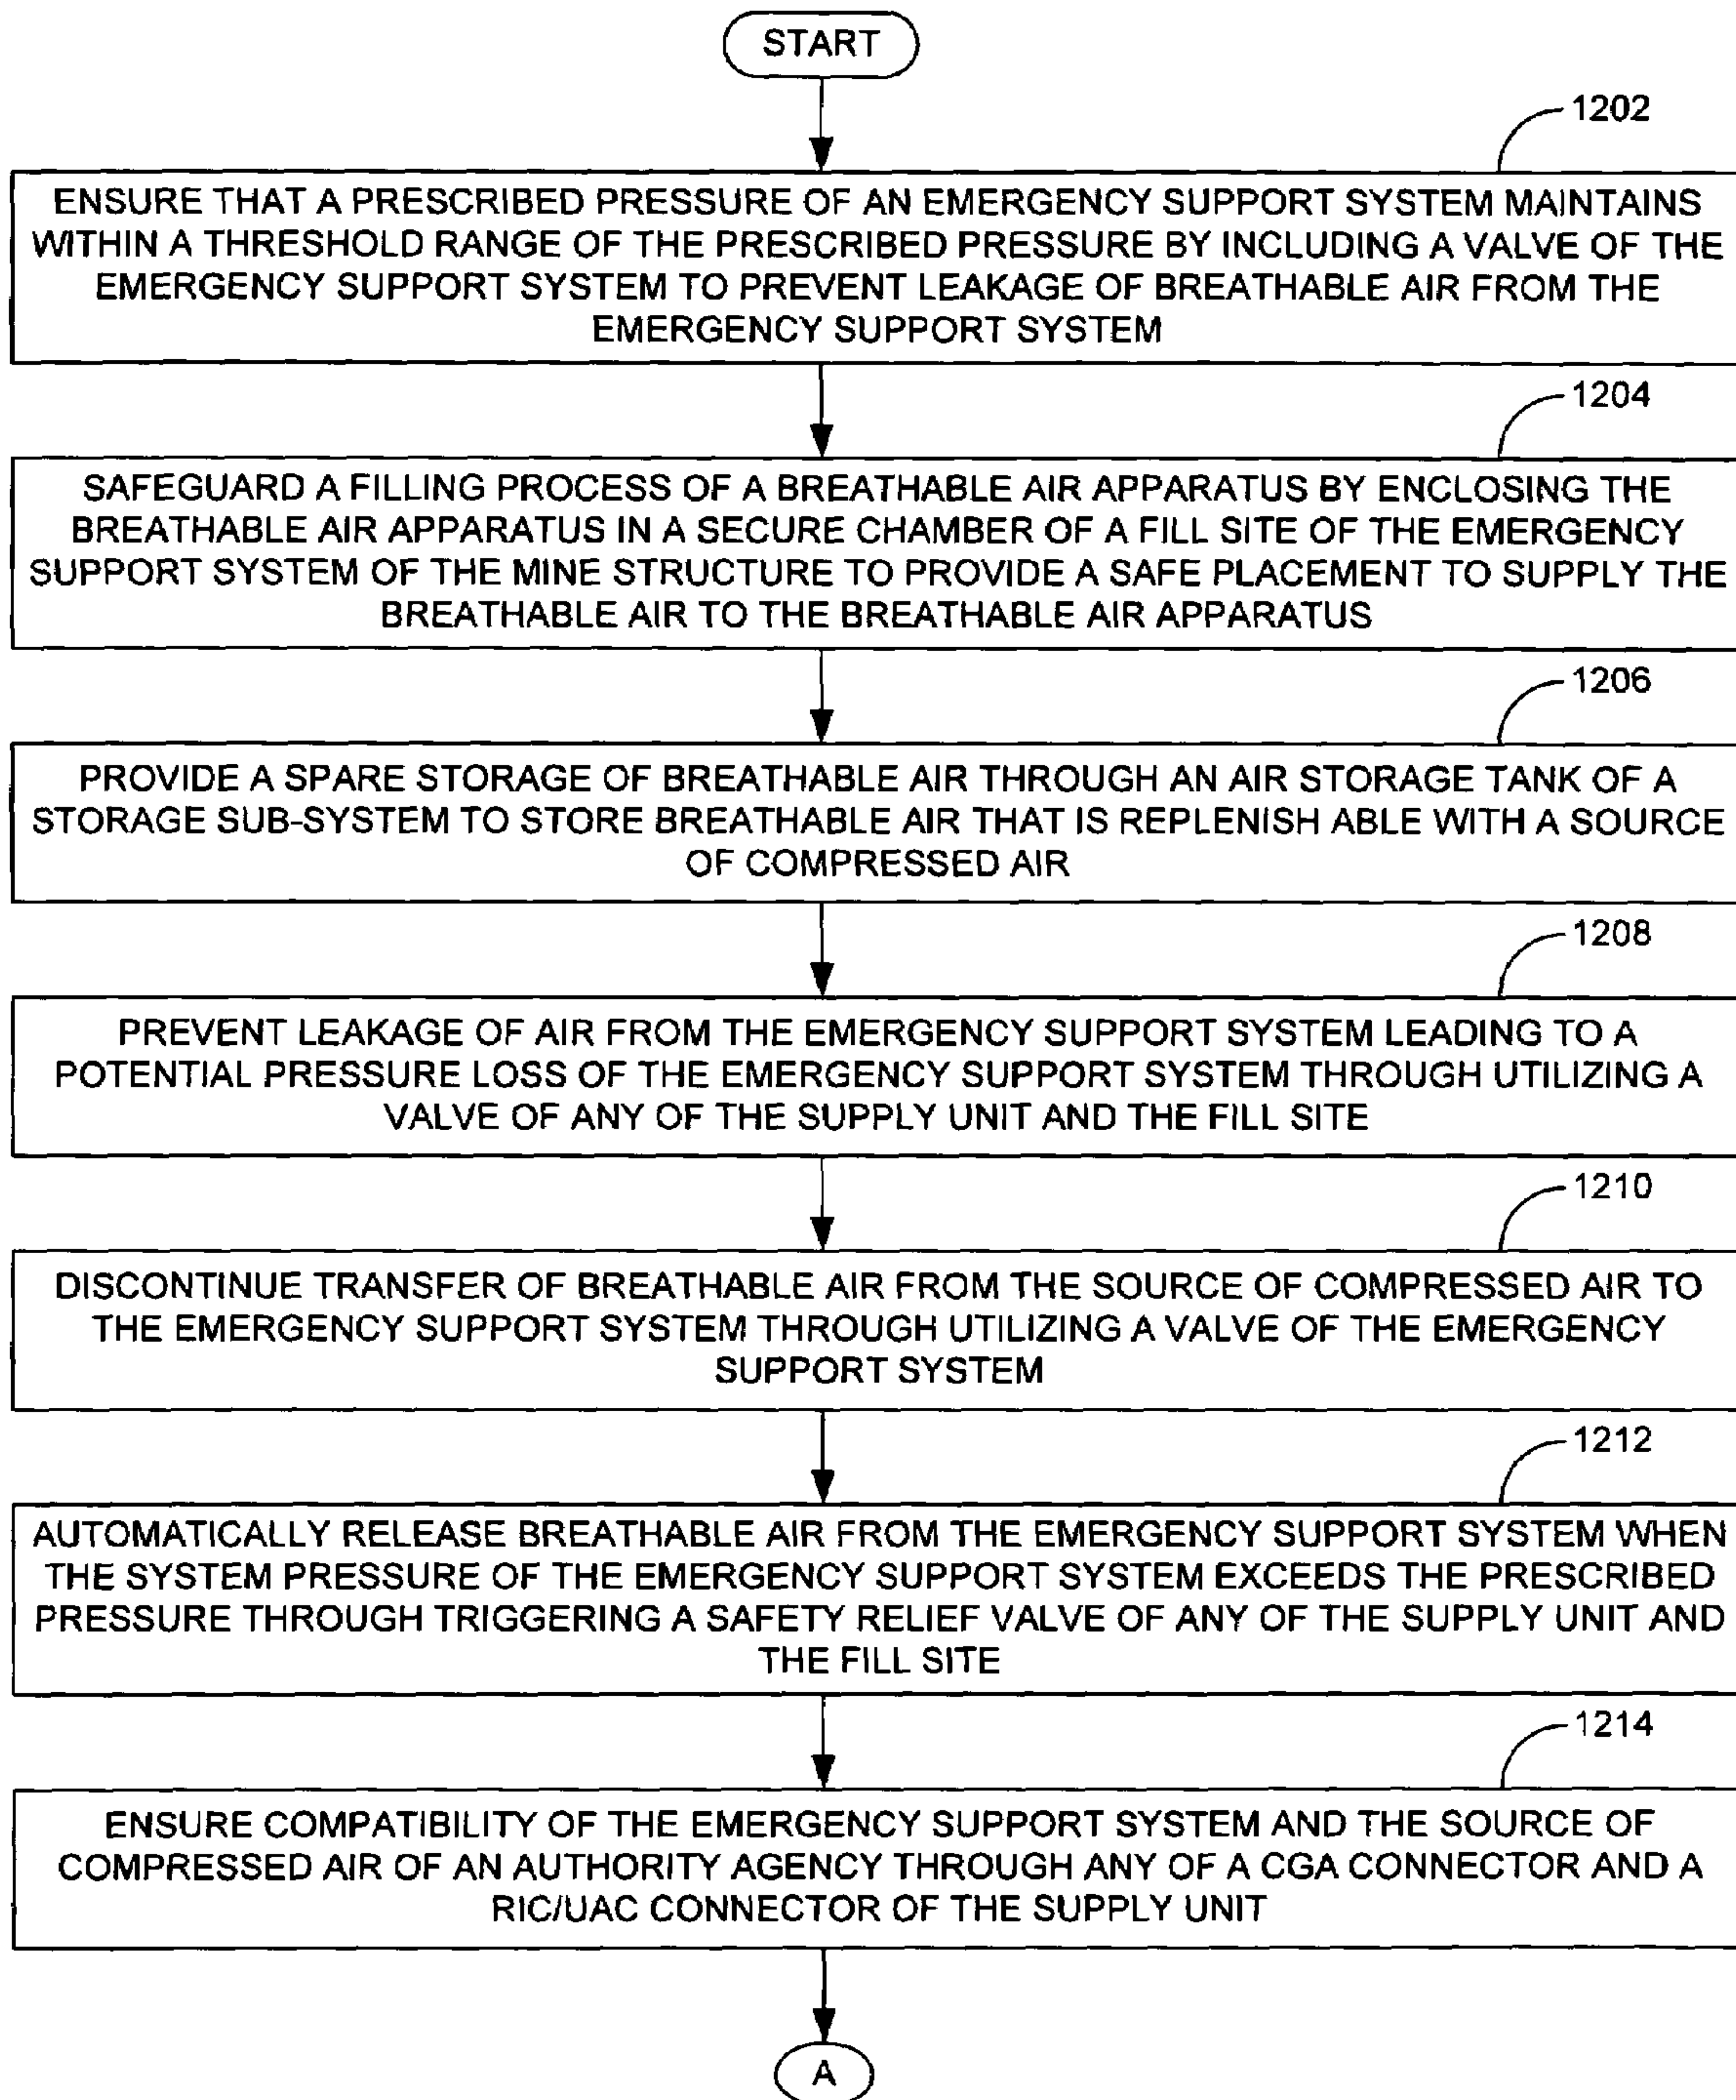 START
1202
ENSURE THAT A PRESCRIBED PRESSURE OF AN EMERGENCY SUPPORT SYSTEM MAINTAINS
WITHIN A THRESHOLD RANGE OF THE PRESCRIBED PRESSURE BY INCLUDING A VALVE OF THE
EMERGENCY SUPPORT SYSTEM TO PREVENT LEAKAGE OF BREATHABLE AIR FROM THE
EMERGENCY SUPPORT SYSTEM
1204
SAFEGUARD A FILLING PROCESS OF A BREATHABLE AIR APPARATUS BY ENCLOSING THE
BREATHABLE AIR APPARATUS IN A SECURE CHAMBER OF A FILL SITE OF THE EMERGENCY
SUPPORT SYSTEM OF THE MINE STRUCTURE TO PROVIDE A SAFE PLACEMENT TO SUPPLY THE
BREATHABLE AIR TO THE BREATHABLE AIR APPARATUS
1206
PROVIDE A SPARE STORAGE OF BREATHABLE AIR THROUGH AN AIR STORAGE TANK OF A
STORAGE SUB-SYSTEM TO STORE BREATHABLE AIR THAT IS REPLENISH ABLE WITH A SOURCE
OF COMPRESSED AIR
1208
PREVENT LEAKAGE OF AIR FROM THE EMERGENCY SUPPORT SYSTEM LEADING TO A
POTENTIAL PRESSURE LOSS OF THE EMERGENCY SUPPORT SYSTEM THROUGH UTILIZING A
VALVE OF ANY OF THE SUPPLY UNIT AND THE FILL SITE
1210
DISCONTINUE TRANSFER OF BREATHABLE AIR FROM THE SOURCE OF COMPRESSED AIR TO
THE EMERGENCY SUPPORT SYSTEM THROUGH UTILIZING A VALVE OF THE EMERGENCY
SUPPORT SYSTEM
1212
AUTOMATICALLY RELEASE BREATHABLE AIR FROM THE EMERGENCY SUPPORT SYSTEM WHEN
THE SYSTEM PRESSURE OF THE EMERGENCY SUPPORT SYSTEM EXCEEDS THE PRESCRIBED
PRESSURE THROUGH TRIGGERING A SAFETY RELIEF VALVE OF ANY OF THE SUPPLY UNIT AND
THE FILL SITE
1214
ENSURE COMPATIBILITY OF THE EMERGENCY SUPPORT SYSTEM AND THE SOURCE OF
COMPRESSED AIR OF AN AUTHORITY AGENCY THROUGH ANY OF A CGA CONNECTOR AND A
RIC/UAC CONNECTOR OF THE SUPPLY UNIT
A